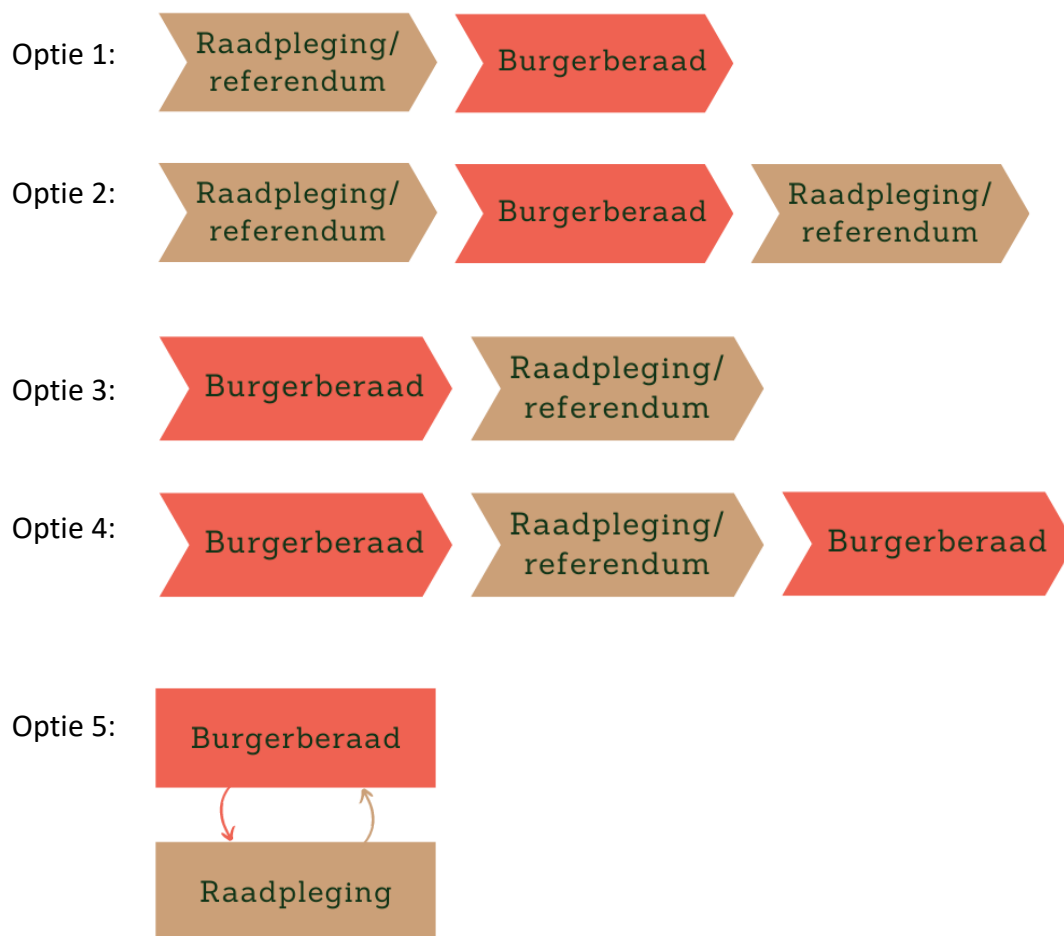 Optie 1:
Raadpleging/
referendum
Burgerberaad
Optie 2:
Raadpleging/
referendum
Burgerberaad
Raadpleging/
referendum
Optie 3:
Burgerberaad
Raadpleging/
referendum
Optie 4:
Burgerberaad
Raadpleging/
referendum
Burgerberaad
Optie 5:
Burgerberaad
Raadpleging